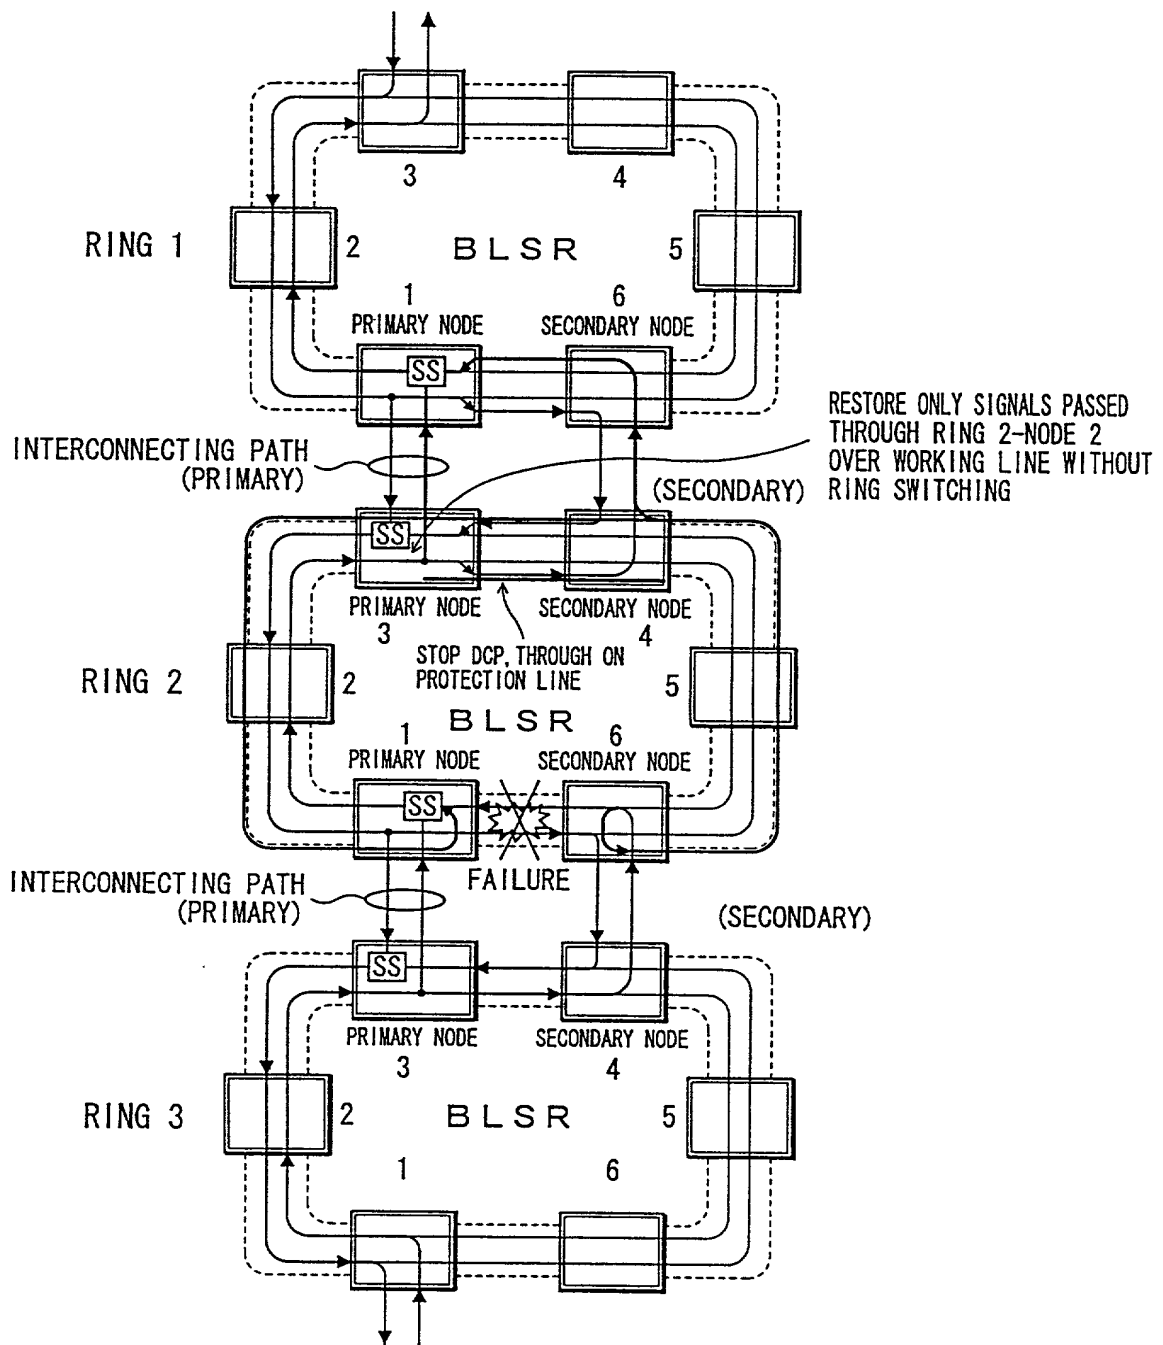 3
4
RING 1
2
BLSR
5
1
6
PRIMARY NODE
SECONDARY NODE
SS
RESTORE ONLY SIGNALS PASSED
THROUGH RING 2-NODE 2
OVER WORKING LINE WITHOUT
RING SWITCHING
INTERCONNECTING PATH
(PRIMARY)
(SECONDARY)
SS
PRIMARY NODE
3
SECONDARY NODE
4
STOP DCP, THROUGH ON
PROTECTION LINE
RING 2
2
5
BLSR
1
6
PRIMARY NODE
SECONDARY NODE
SS
FAILURE
INTERCONNECTING PATH
(PRIMARY)
(SECONDARY)
SS
PRIMARY NODE
3
SECONDARY NODE
4
RING 3
2
BLSR
5
1
6